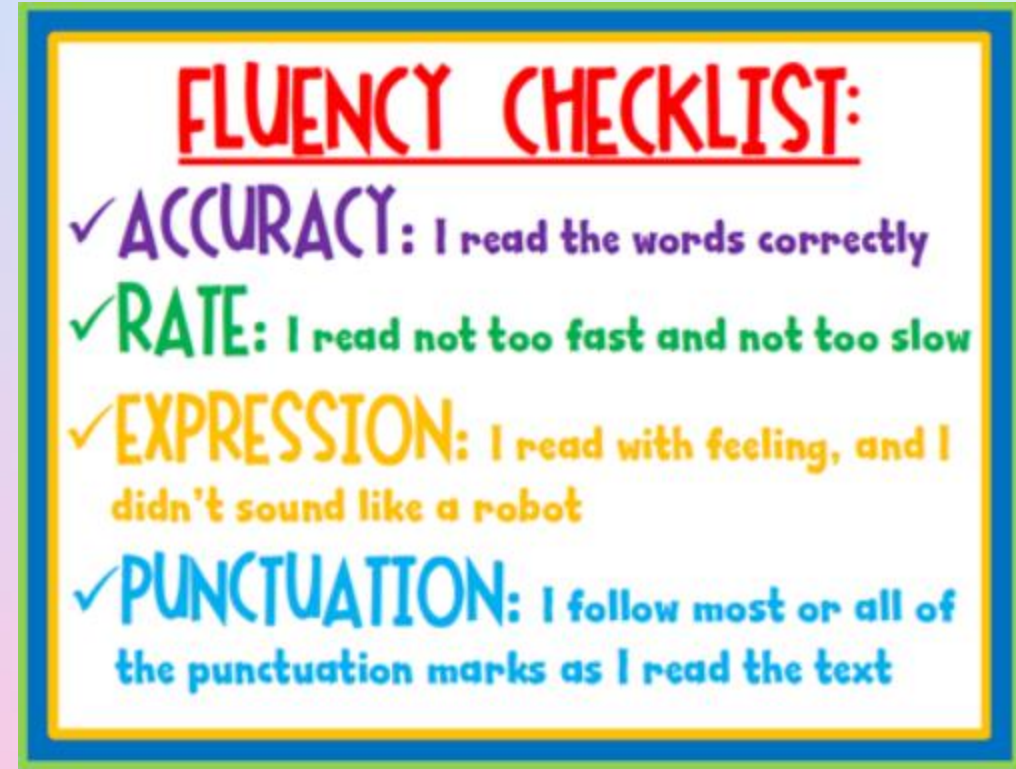 FLUENCY CHECKLIST:
✓ACCURACY: I read the words correctly
✓RATE: I read not too fast and not too slow
✓EXPRESSION: I read with feeling, and I
didn't sound like a robot
✓PUNCTUATION: I follow most or all of
the punctuation marks as I read the text